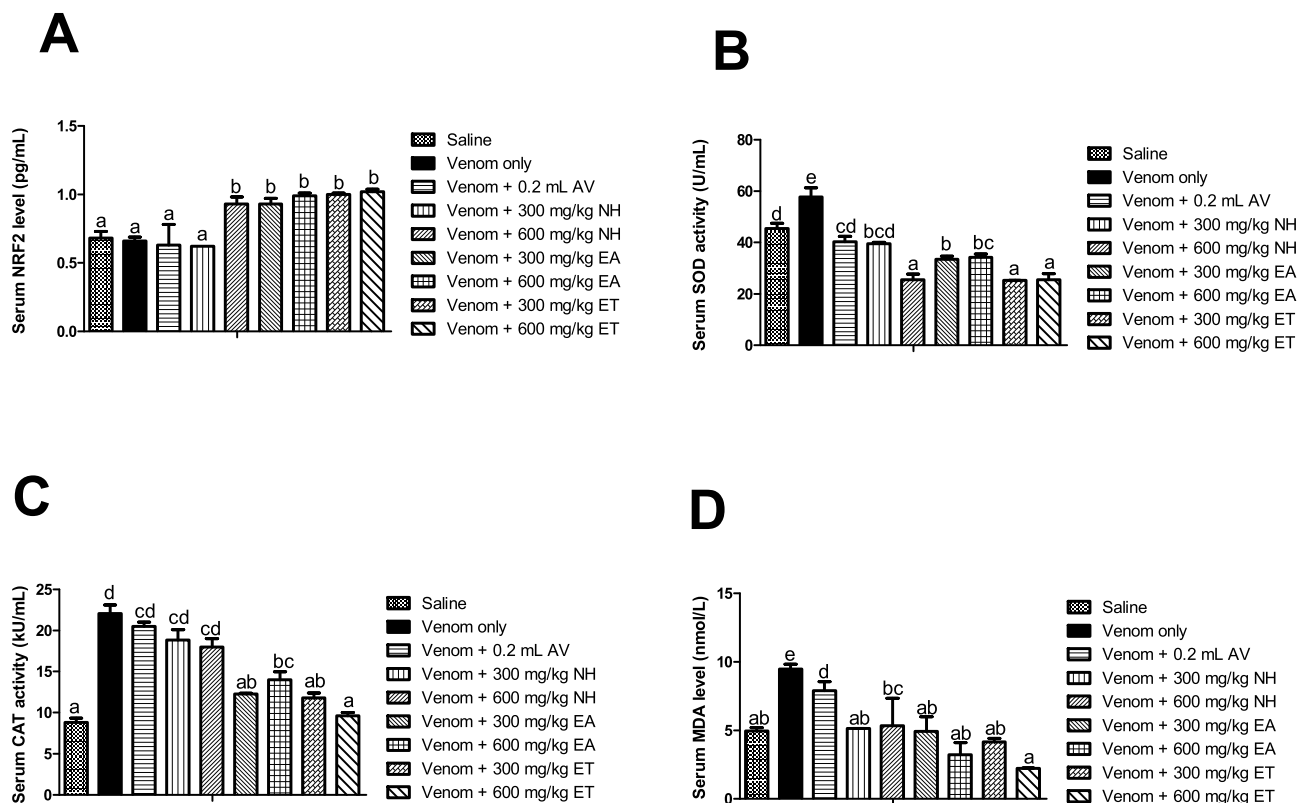 A
Serum NRF2 level (pg/mL)
1.5
1.0
0.5
0.0
a
a
a
a
b
b
b
b
b
Saline
Venom only
Venom + 0.2 mL AV
Venom + 300 mg/kg NH
Venom + 600 mg/kg NH
Venom + 300 mg/kg EA
Venom + 600 mg/kg EA
Venom + 300 mg/kg ET
Venom + 600 mg/kg ET
B
Serum SOD activity (U/mL)
80
60
40
20
0
d
e
cd
bcd
a
b
bc
a
a
Saline
Venom only
Venom + 0.2 mL AV
Venom + 300 mg/kg NH
Venom + 600 mg/kg NH
Venom + 300 mg/kg EA
Venom + 600 mg/kg EA
Venom + 300 mg/kg ET
Venom + 600 mg/kg ET
C
Serum CAT activity (kU/mL)
25
20
15
10
5
0
a
d
cd
cd
cd
ab
bc
ab
a
Saline
Venom only
Venom + 0.2 mL AV
Venom + 300 mg/kg NH
Venom + 600 mg/kg NH
Venom + 300 mg/kg EA
Venom + 600 mg/kg EA
Venom + 300 mg/kg ET
Venom + 600 mg/kg ET
D
Serum MDA level (nmol/L)
15
10
5
0
ab
e
d
ab
bc
ab
ab
ab
a
Saline
Venom only
Venom + 0.2 mL AV
Venom + 300 mg/kg NH
Venom + 600 mg/kg NH
Venom + 300 mg/kg EA
Venom + 600 mg/kg EA
Venom + 300 mg/kg ET
Venom + 600 mg/kg ET